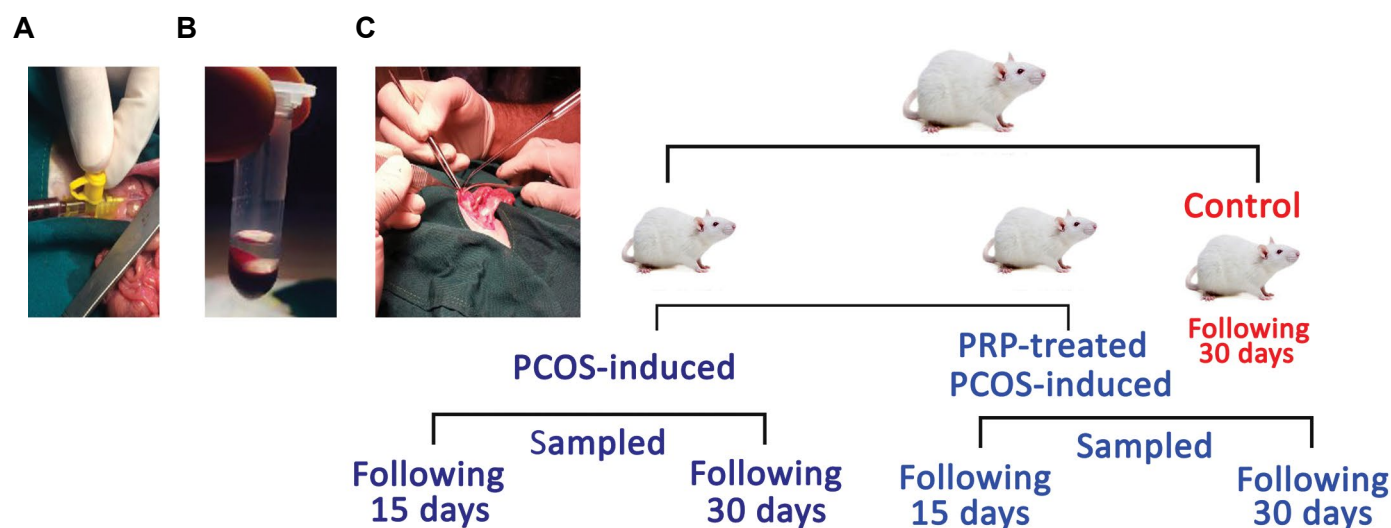 A
B
C
Control
Following
30 days
PCOS-induced
PRP-treated
PCOS-induced
Sampled
Sampled
Following
15 days
Following
30 days
Following
15 days
Following
30 days